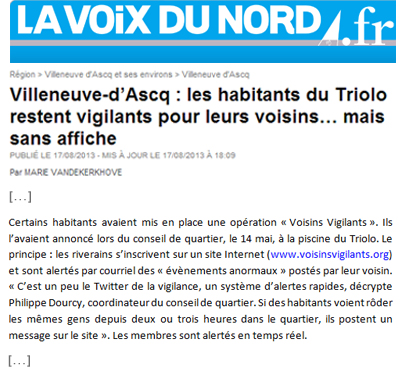 LA VOiX DU NORD
.fr
Région > Villeneuve d'Ascq et ses environs > Villeneuve d'Ascq
Villeneuve-d'Ascq : les habitants du Triolo
restent vigilants pour leurs voisins… mais
sans affiche
PUBLIÉ LE 17/08/2013 - MIS À JOUR LE 17/08/2013 À 18:09
Par MARIE VANDEKERKHOVE
[…]
Certains habitants avaient mis en place une opération « Voisins Vigilants ». Ils
l'avaient annoncé lors du conseil de quartier, le 14 mai, à la piscine du Triolo. Le
principe : les riverains s'inscrivent sur un site Internet (www.voisinsvigilants.org)
et sont alertés par courriel des « évènements anormaux » postés par leur voisin.
« C'est un peu le Twitter de la vigilance, un système d'alertes rapides, décrypte
Philippe Dourcy, coordinateur du conseil de quartier. Si des habitants voient rôder
les mêmes gens depuis deux ou trois heures dans le quartier, ils postent un
message sur le site ». Les membres sont alertés en temps réel.
[…]